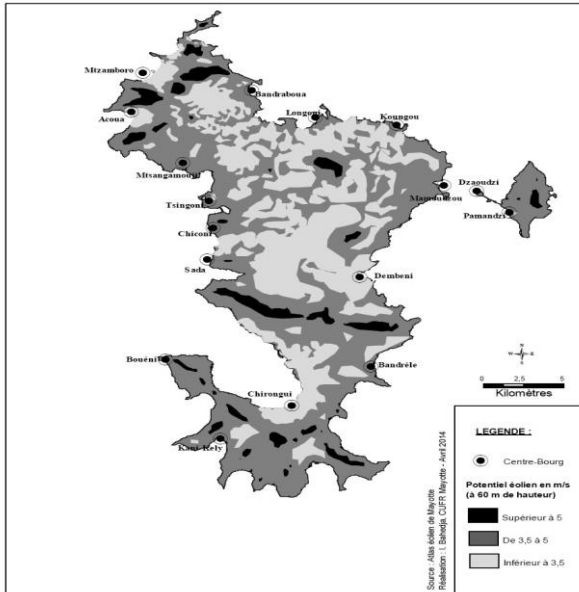 Mtzamboro
Bandraboua
Acoua
Longoni
Koungou
Mtsangamouji
Dzaoudzi
Mamoudzou
Tsingoni
Pamandzi
Chiconi
Sada
Dembeni
Bouéni
Bandrèle
Chirongui
Kani-Kely
N
W E
S
0 2,5 5
Kilomètres
LEGENDE :
Centre-Bourg
Potentiel éolien en m/s
(à 60 m de hauteur)
Supérieur à 5
De 3,5 à 5
Inférieur à 3,5
Source : Atlas éolien de Mayotte
Réalisation : I. Bahedja, CUFR Mayotte - Avril 2014